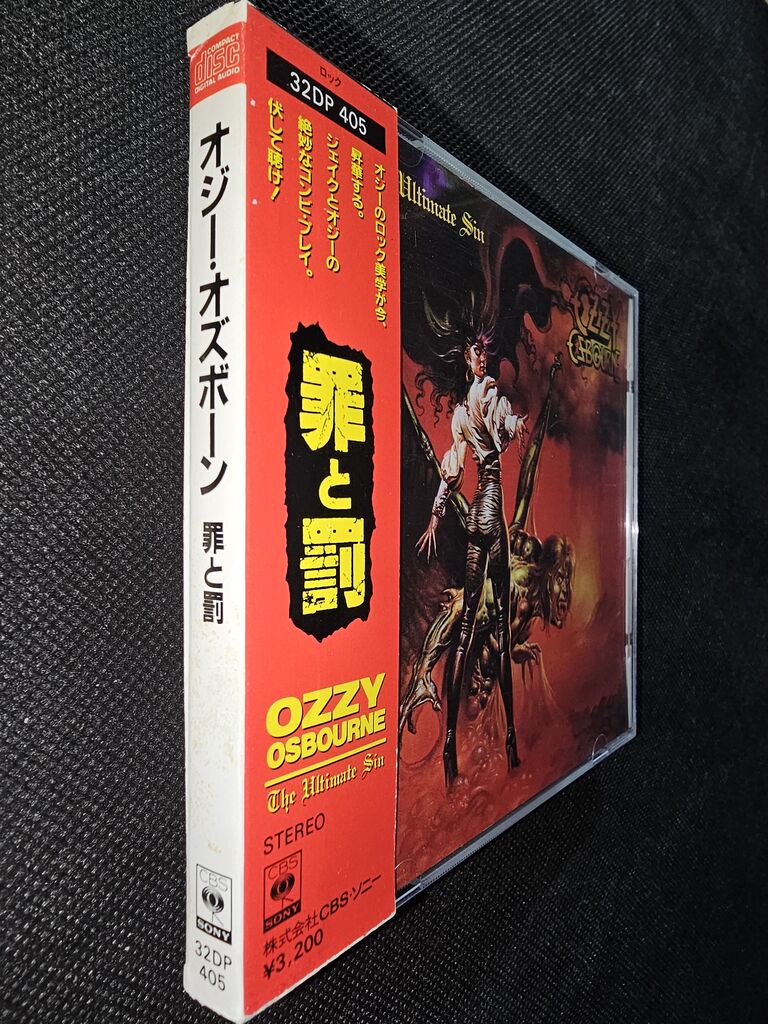 COMPACT
disc
DIGITAL AUDIO
オジー・オズボーン
罪と罰
CBS
SONY
32DP
405
ロック
32DP 405
オジーのロック美学が今、
昇華する。
ジェイクとオジーの
絶妙なコンビ・プレイ。
伏して聴け!
罪と罰
OZZY
OSBOURNE
The Ultimate Sin
STEREO
CBS
SONY
株式会社CBS・ソニー
¥3,200
Ultimate Sin
OZZY
OSBOURNE